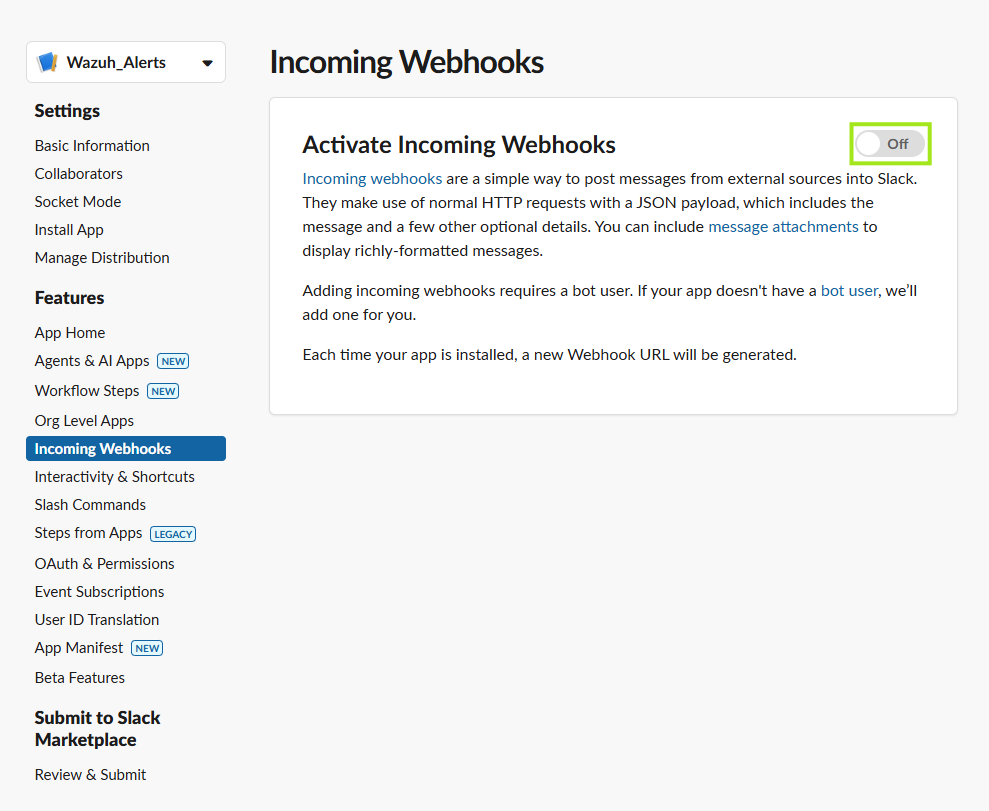 Wazuh_Alerts
Settings
Basic Information
Collaborators
Socket Mode
Install App
Manage Distribution
Features
App Home
Agents & AI Apps NEW
Workflow Steps NEW
Org Level Apps
Incoming Webhooks
Interactivity & Shortcuts
Slash Commands
Steps from Apps LEGACY
OAuth & Permissions
Event Subscriptions
User ID Translation
App Manifest NEW
Beta Features
Submit to Slack
Marketplace
Review & Submit
Incoming Webhooks
Activate Incoming Webhooks
Off
Incoming webhooks are a simple way to post messages from external sources into Slack.
They make use of normal HTTP requests with a JSON payload, which includes the
message and a few other optional details. You can include message attachments to
display richly-formatted messages.
Adding incoming webhooks requires a bot user. If your app doesn't have a bot user, we’ll
add one for you.
Each time your app is installed, a new Webhook URL will be generated.